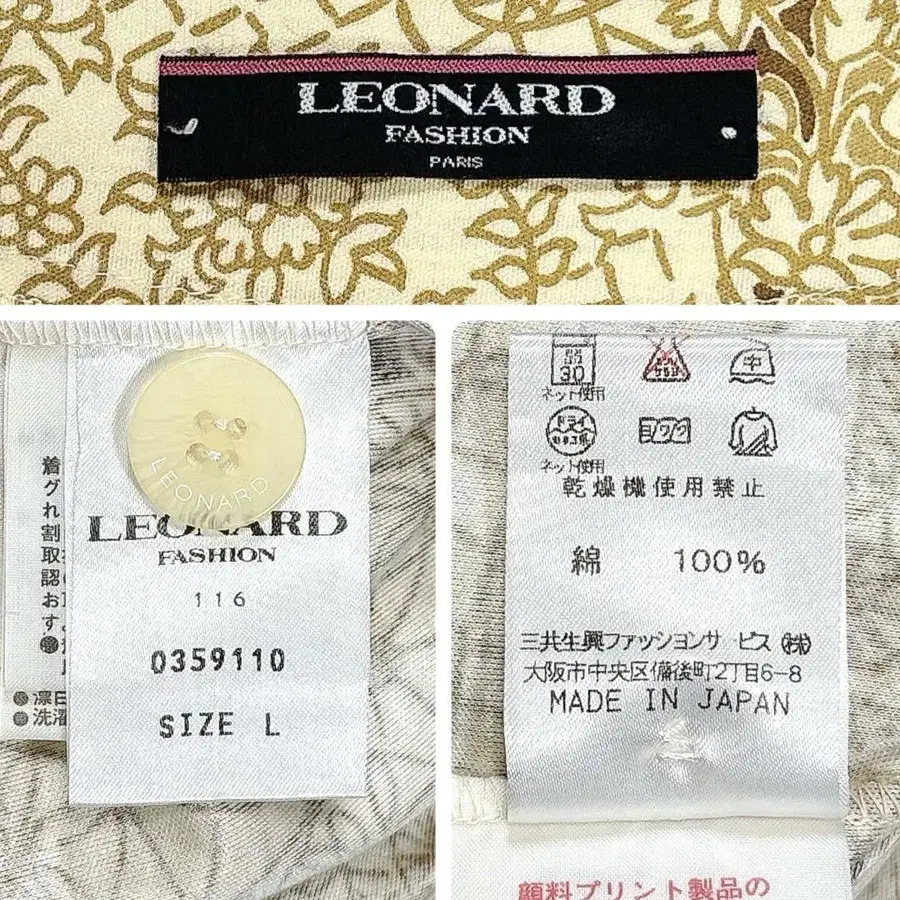 LEONARD
FASHION
PARIS
LEONARD
LEONARD
FASHION
116
0359110
SIZE L
着
グ
れ
割
取
認
お
す。
30
ネット使用
中
ドライ
ネット使用
乾燥機使用禁止
綿 100%
三共生興ファッションサービス(株)
大阪市中央区備後町2丁目6-8
MADE IN JAPAN
顔料プリント製品の